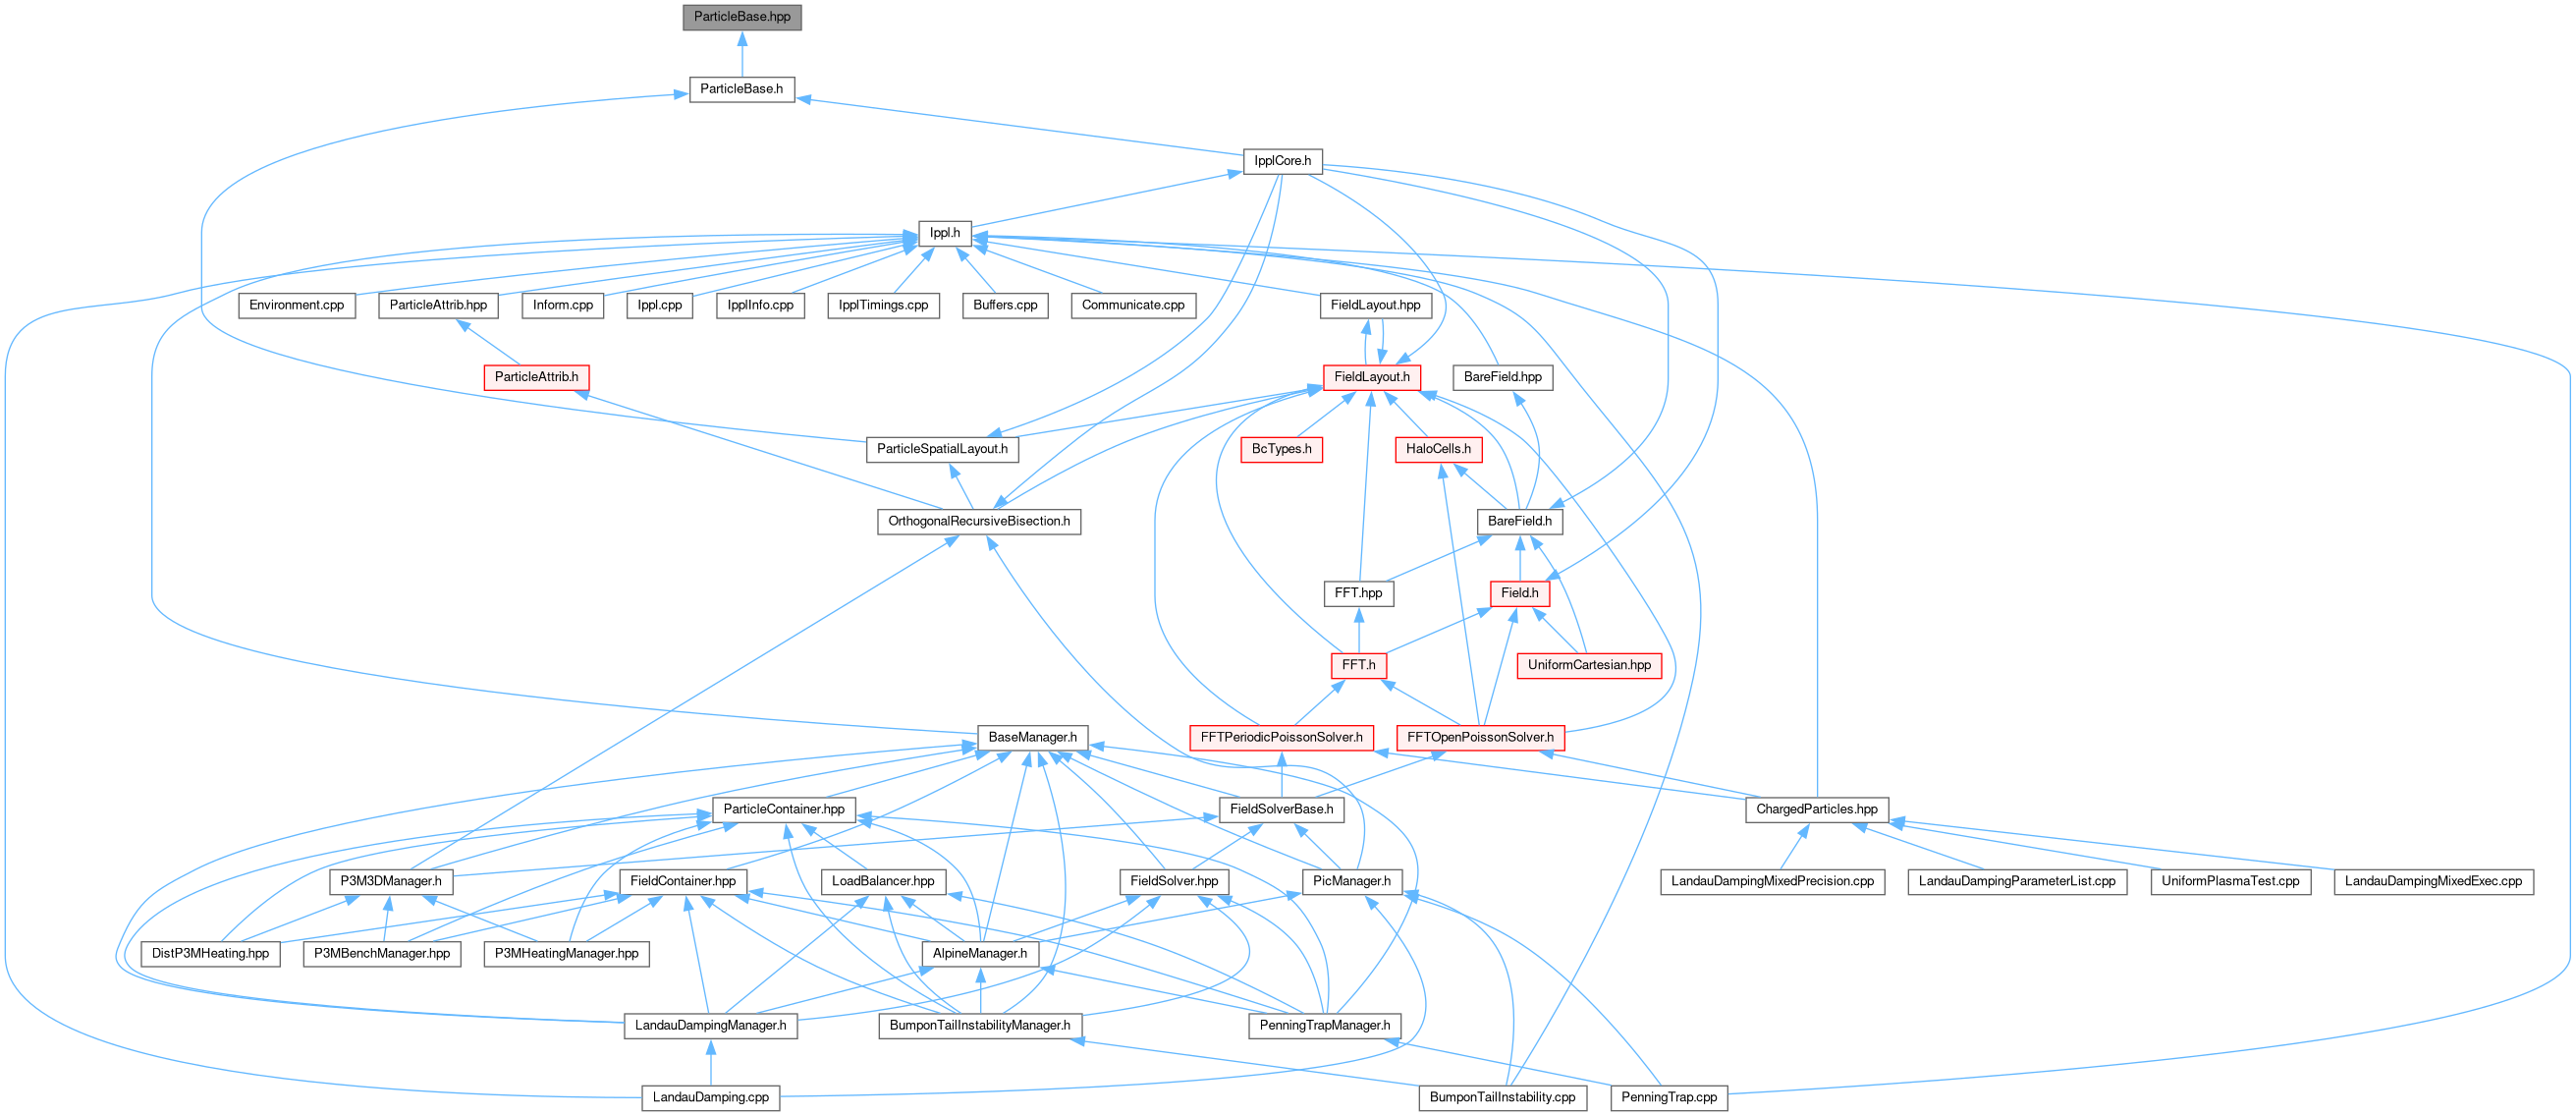 ParticleBase.hpp
ParticleBase.h
IpplCore.h
Ippl.h
Environment.cpp
ParticleAttrib.hpp
Inform.cpp
Ippl.cpp
IpplInfo.cpp
IpplTimings.cpp
Buffers.cpp
Communicate.cpp
FieldLayout.hpp
ParticleAttrib.h
FieldLayout.h
BareField.hpp
ParticleSpatialLayout.h
BcTypes.h
HaloCells.h
OrthogonalRecursiveBisection.h
BareField.h
FFT.hpp
Field.h
FFT.h
UniformCartesian.hpp
BaseManager.h
FFTPeriodicPoissonSolver.h
FFTOpenPoissonSolver.h
ParticleContainer.hpp
FieldSolverBase.h
ChargedParticles.hpp
P3M3DManager.h
FieldContainer.hpp
LoadBalancer.hpp
FieldSolver.hpp
PicManager.h
LandauDampingMixedPrecision.cpp
LandauDampingParameterList.cpp
UniformPlasmaTest.cpp
LandauDampingMixedExec.cpp
DistP3MHeating.hpp
P3MBenchManager.hpp
P3MHeatingManager.hpp
AlpineManager.h
LandauDampingManager.h
BumponTailInstabilityManager.h
PenningTrapManager.h
LandauDamping.cpp
BumponTailInstability.cpp
PenningTrap.cpp